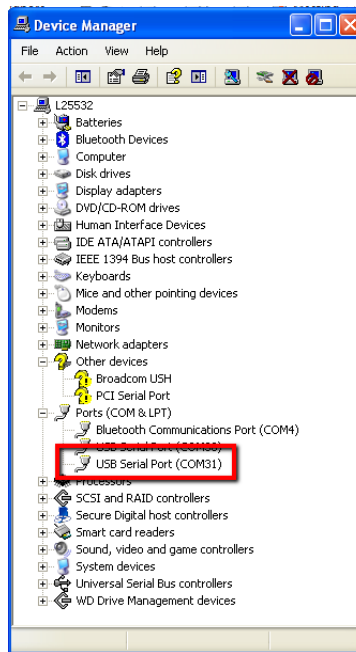 Device Manager
File Action View Help
L25532
Batteries
Bluetooth Devices
Computer
Disk drives
Display adapters
DVD/CD-ROM drives
Human Interface Devices
IDE ATA/ATAPI controllers
IEEE 1394 Bus host controllers
Keyboards
Mice and other pointing devices
Modems
Monitors
Network adapters
Other devices
Broadcom USH
PCI Serial Port
Ports (COM & LPT)
Bluetooth Communications Port (COM4)
USB Serial Port
USB Serial Port (COM31)
Processors
SCSI and RAID controllers
Secure Digital host controllers
Smart card readers
Sound, video and game controllers
System devices
Universal Serial Bus controllers
WD Drive Management devices